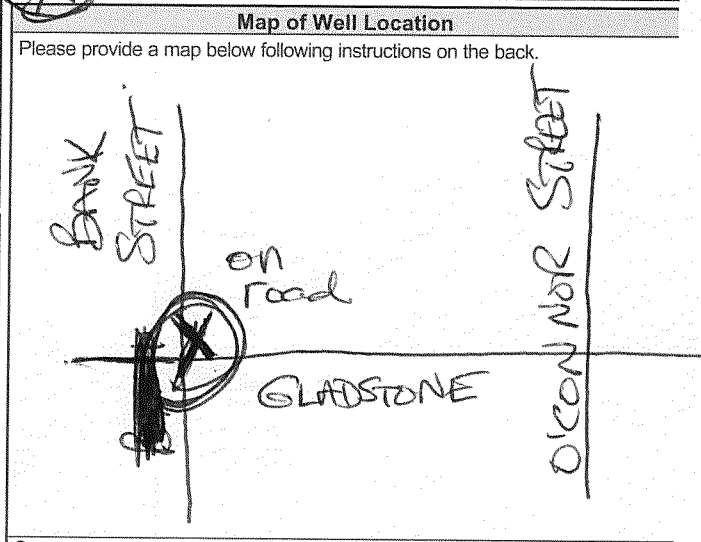 Map of Well Location
Please provide a map below following instructions on the back.
BANK
STREET
on
road
X
GLADSTONE
O'CONNOR STREET